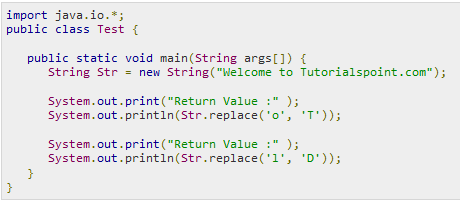 import java.io.*;
public class Test {
public static void main(String args[]) {
String Str = new String("Welcome to Tutorialspoint.com");
System.out.print("Return Value :" );
System.out.println(Str.replace('o', 'T'));
System.out.print("Return Value :" );
System.out.println(Str.replace('l', 'D'));
}
}